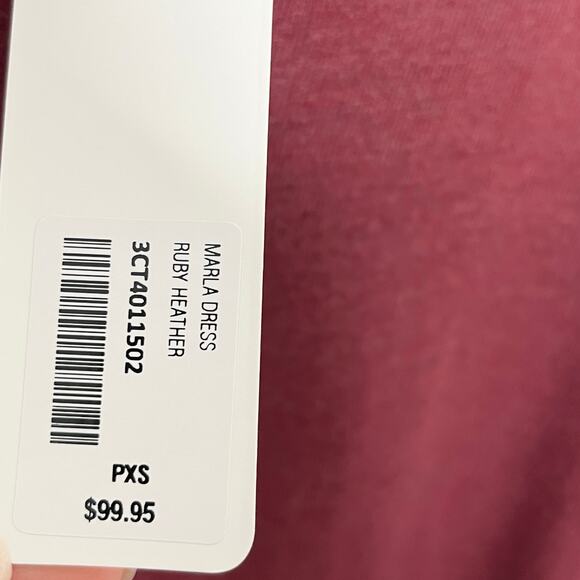 MARLA DRESS
RUBY HEATHER
3CT4011502
PXS
$99.95